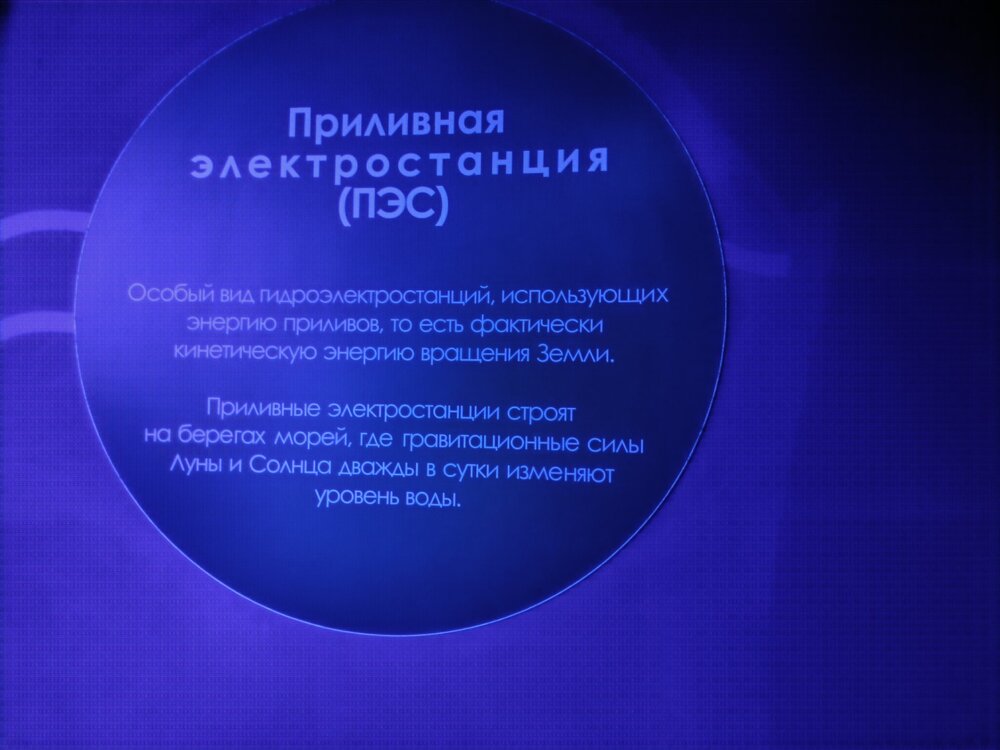 Приливная
электростанция
(ПЭС)
Особый вид гидроэлектростанций, использующих
энергию приливов, то есть фактически
кинетическую энергию вращения Земли.
Приливные электростанции строят
на берегах морей, где гравитационные силы
Луны и Солнца дважды в сутки изменяют
уровень воды.